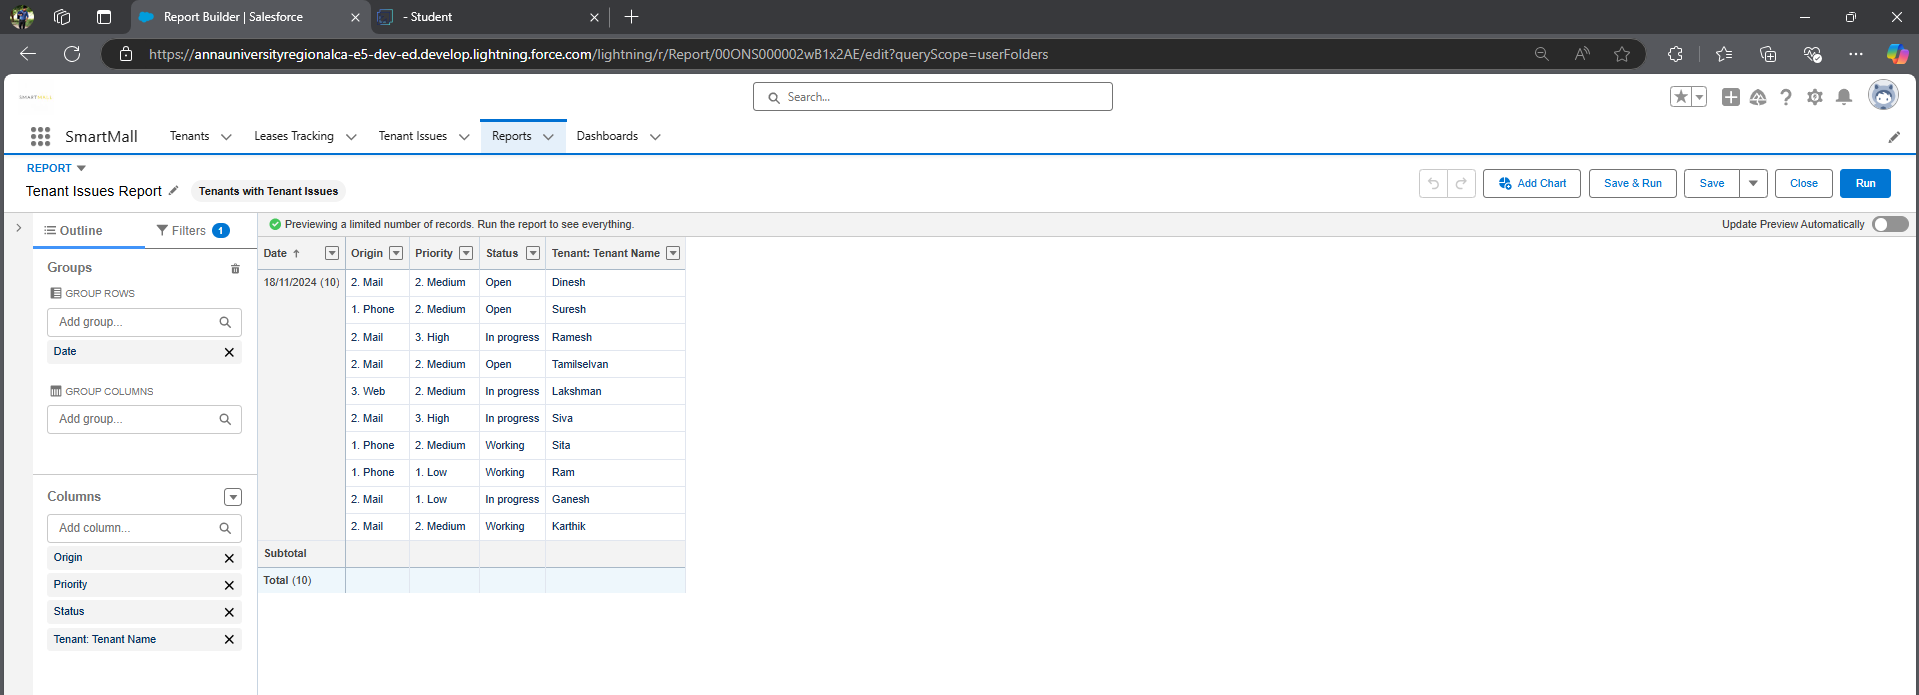 Report Builder | Salesforce
- Student
https://annauniversityregionalca-e5-dev-ed.develop.lightning.force.com/lightning/r/Report/00ONS000002wB1x2AE/edit?queryScope=userFolders
SMARTMALL
Search...
SmartMall
Tenants
Leases Tracking
Tenant Issues
Reports
Dashboards
REPORT
Tenant Issues Report
Tenants with Tenant Issues
Add Chart
Save & Run
Save
Close
Run
Outline
Filters 1
Previewing a limited number of records. Run the report to see everything.
Update Preview Automatically
Groups
GROUP ROWS
Add group...
Date
GROUP COLUMNS
Add group...
Columns
Add column...
Origin
Priority
Status
Tenant: Tenant Name
Date Origin Priority Status Tenant: Tenant Name
18/11/2024 (10) 2. Mail 2. Medium Open Dinesh
1. Phone 2. Medium Open Suresh
2. Mail 3. High In progress Ramesh
2. Mail 2. Medium Open Tamilselvan
3. Web 2. Medium In progress Lakshman
2. Mail 3. High In progress Siva
1. Phone 2. Medium Working Sita
1. Phone 1. Low Working Ram
2. Mail 1. Low In progress Ganesh
2. Mail 2. Medium Working Karthik
Subtotal
Total (10)